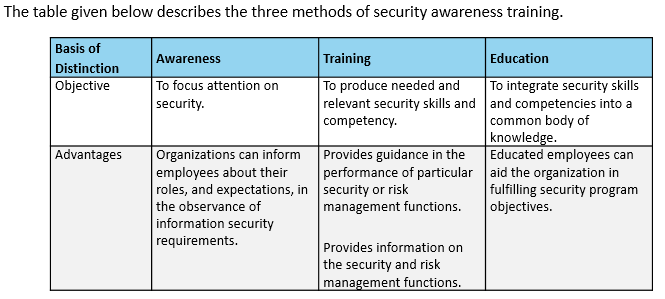 The table given below describes the three methods of security awareness training.
Basis of
Distinction
Awareness
Training
Education
Objective
To focus attention on
security.
To produce needed and
relevant security skills and
competency.
To integrate security skills
and competencies into a
common body of
knowledge.
Advantages
Organizations can inform
employees about their
roles, and expectations, in
the observance of
information security
requirements.
Provides guidance in the
performance of particular
security or risk
management functions.
Provides information on
the security and risk
management functions.
Educated employees can
aid the organization in
fulfilling security program
objectives.